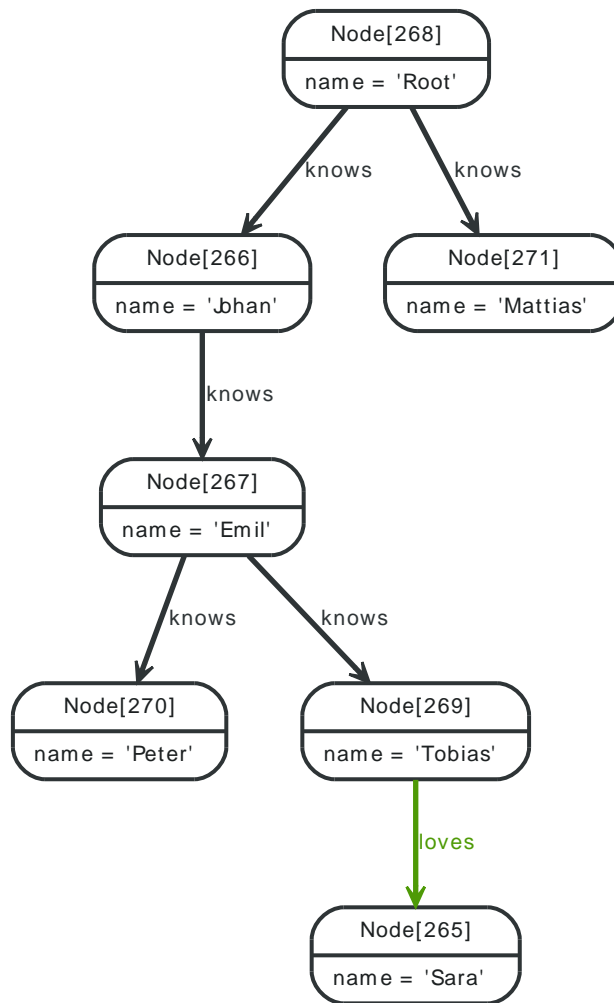 Node[268]
name = 'Root'
knows
knows
Node[266]
Node[271]
name = 'Johan'
name = 'Mattias'
knows
Node[267]
name = 'Emil'
knows
knows
Node[270]
Node[269]
name = 'Peter'
name = 'Tobias'
loves
Node[265]
name = 'Sara'